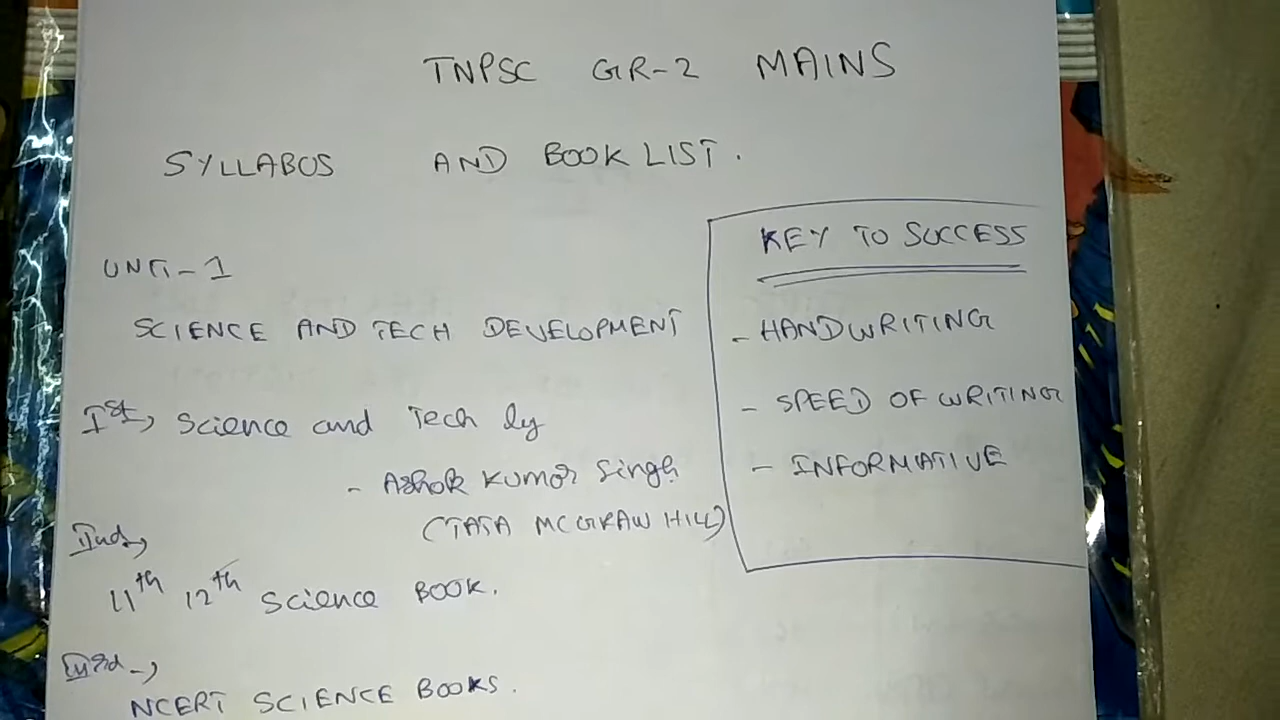 TNPSC GR-2 MAINS
SYLLABUS AND BOOK LIST.
UNIT-1
SCIENCE AND TECH DEVELOPMENT
Ist, Science and Tech by
- Ashok Kumar Singh
(TATA MCGRAW HILL)
IInd,
11th 12th Science BOOK.
IIIrd -,
NCERT SCIENCE BOOKS.
KEY TO SUCCESS
- HANDWRITING
- SPEED OF WRITING
- INFORMATIVE